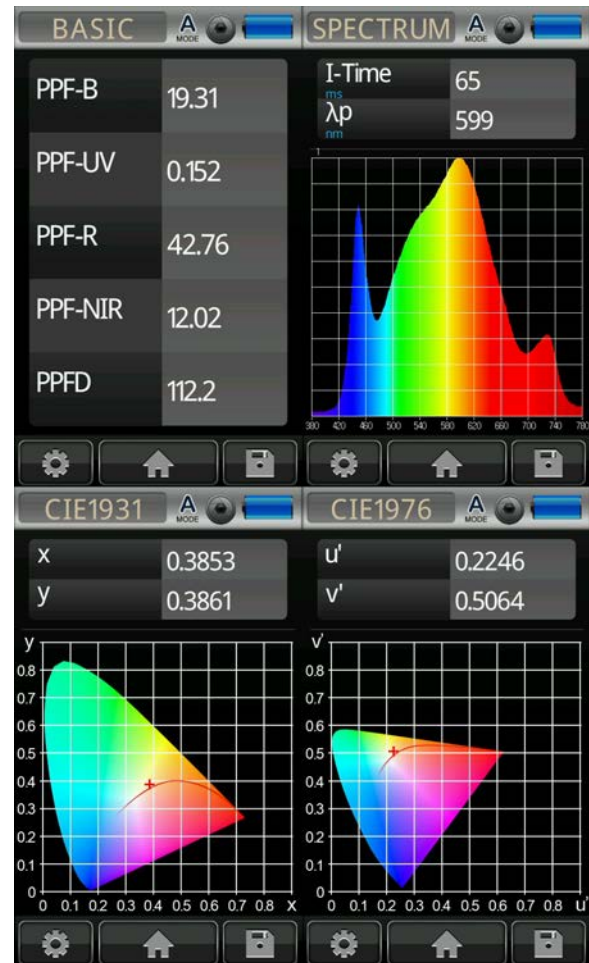 BASIC A MODE
PPF-B 19.31
PPF-UV 0.152
PPF-R 42.76
PPF-NIR 12.02
PPFD 112.2
SPECTRUM A MODE
I-Time ms 65
λp nm 599
1
380 420 460 500 540 580 620 660 700 740 780
CIE1931 A MODE
x 0.3853
y 0.3861
y
0.8
0.7
0.6
0.5
0.4
0.3
0.2
0.1
0
0 0.1 0.2 0.3 0.4 0.5 0.6 0.7 0.8 x
CIE1976 A MODE
u' 0.2246
v' 0.5064
v'
0.8
0.7
0.6
0.5
0.4
0.3
0.2
0.1
0
0 0.1 0.2 0.3 0.4 0.5 0.6 0.7 0.8 u'